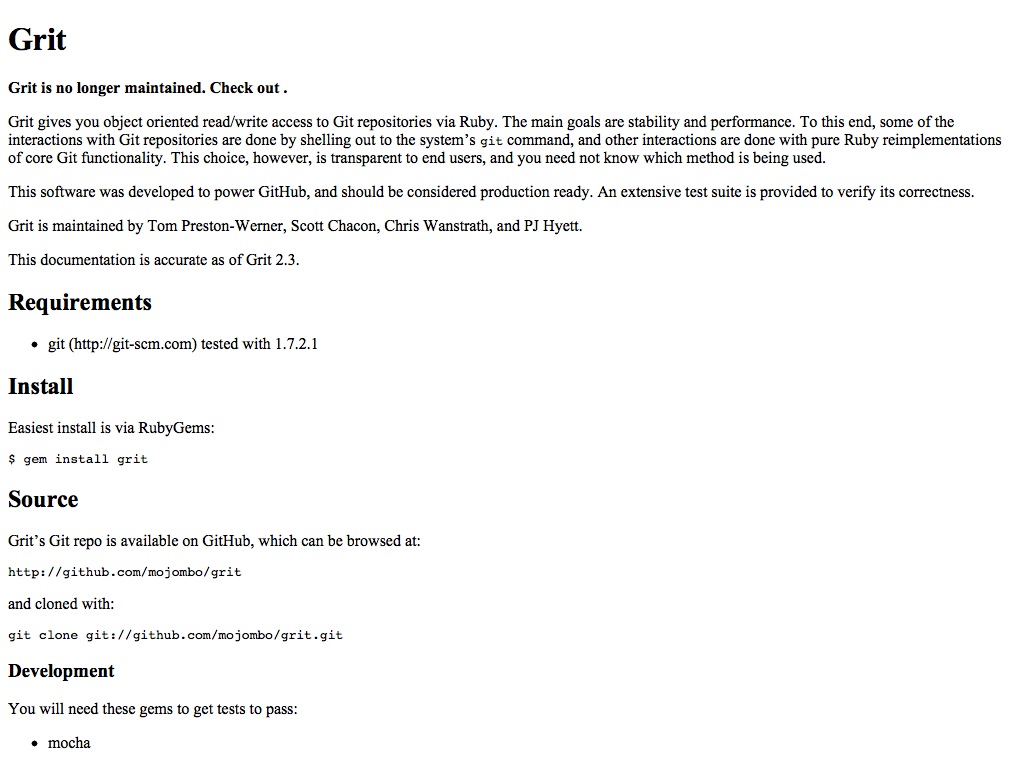 Grit
Grit is no longer maintained. Check out .
Grit gives you object oriented read/write access to Git repositories via Ruby. The main goals are stability and performance. To this end, some of the
interactions with Git repositories are done by shelling out to the system’s git command, and other interactions are done with pure Ruby reimplementations
of core Git functionality. This choice, however, is transparent to end users, and you need not know which method is being used.
This software was developed to power GitHub, and should be considered production ready. An extensive test suite is provided to verify its correctness.
Grit is maintained by Tom Preston-Werner, Scott Chacon, Chris Wanstrath, and PJ Hyett.
This documentation is accurate as of Grit 2.3.
Requirements
• git (http://git-scm.com) tested with 1.7.2.1
Install
Easiest install is via RubyGems:
$ gem install grit
Source
Grit’s Git repo is available on GitHub, which can be browsed at:
http://github.com/mojombo/grit
and cloned with:
git clone git://github.com/mojombo/grit.git
Development
You will need these gems to get tests to pass:
• mocha